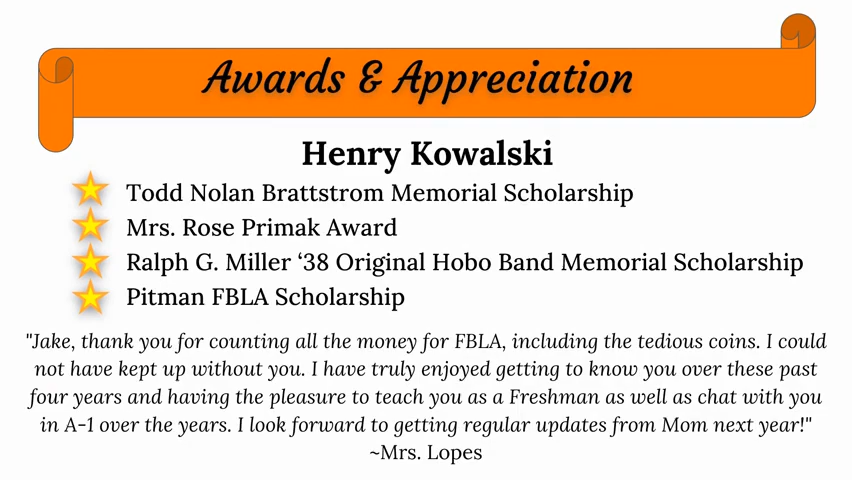 Awards & Appreciation
Henry Kowalski
Todd Nolan Brattstrom Memorial Scholarship
Mrs. Rose Primak Award
Ralph G. Miller ‘38 Original Hobo Band Memorial Scholarship
Pitman FBLA Scholarship
"Jake, thank you for counting all the money for FBLA, including the tedious coins. I could
not have kept up without you. I have truly enjoyed getting to know you over these past
four years and having the pleasure to teach you as a Freshman as well as chat with you
in A-1 over the years. I look forward to getting regular updates from Mom next year!"
~Mrs. Lopes